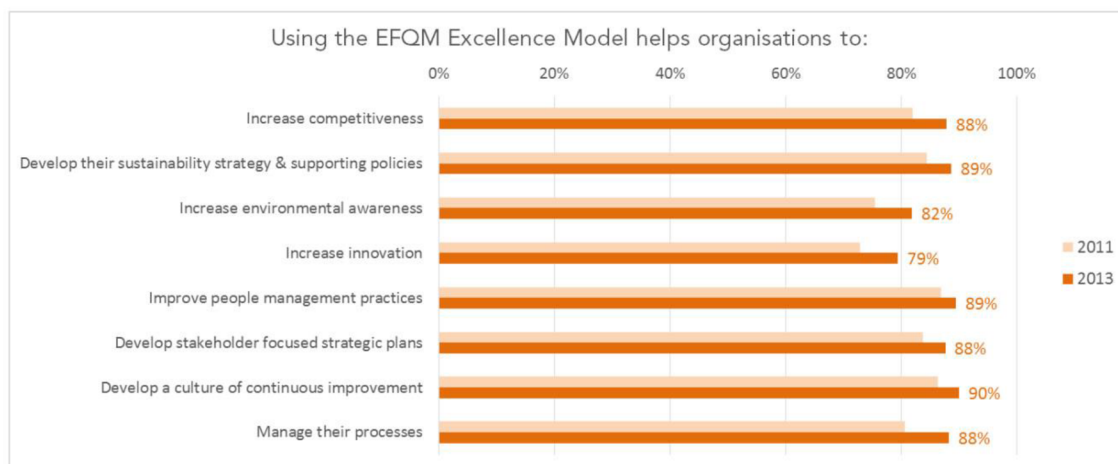 Using the EFQM Excellence Model helps organisations to:
0% 20% 40% 60% 80% 100%
Increase competitiveness 88%
Develop their sustainability strategy & supporting policies 89%
Increase environmental awareness 82%
Increase innovation 79%
Improve people management practices 89%
Develop stakeholder focused strategic plans 88%
Develop a culture of continuous improvement 90%
Manage their processes 88%
2011
2013